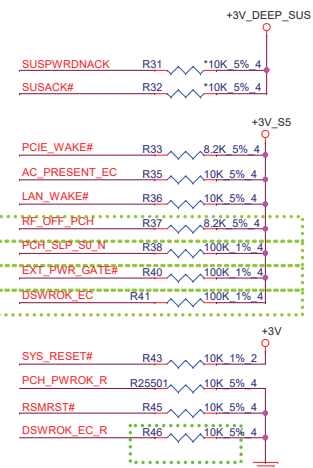 +3V_DEEP_SUS
SUSPWRDNACK R31 *10K_5%_4
SUSACK# R32 *10K_5%_4
+3V_S5
PCIE_WAKE# R33 8.2K_5%_4
AC_PRESENT_EC R35 10K_5%_4
LAN_WAKE# R36 10K_5%_4
RF_OFF_PCH R37 8.2K_5%_4
PCH_SLP_S0_N R38 100K_1%_4
EXT_PWR_GATE# R40 100K_1%_4
DSWROK_EC R41 100K_1%_4
+3V
SYS_RESET# R43 10K_1%_2
PCH_PWROK_R R25501 10K_5%_4
RSMRST# R45 10K_5%_4
DSWROK_EC_R R46 10K_5%_4